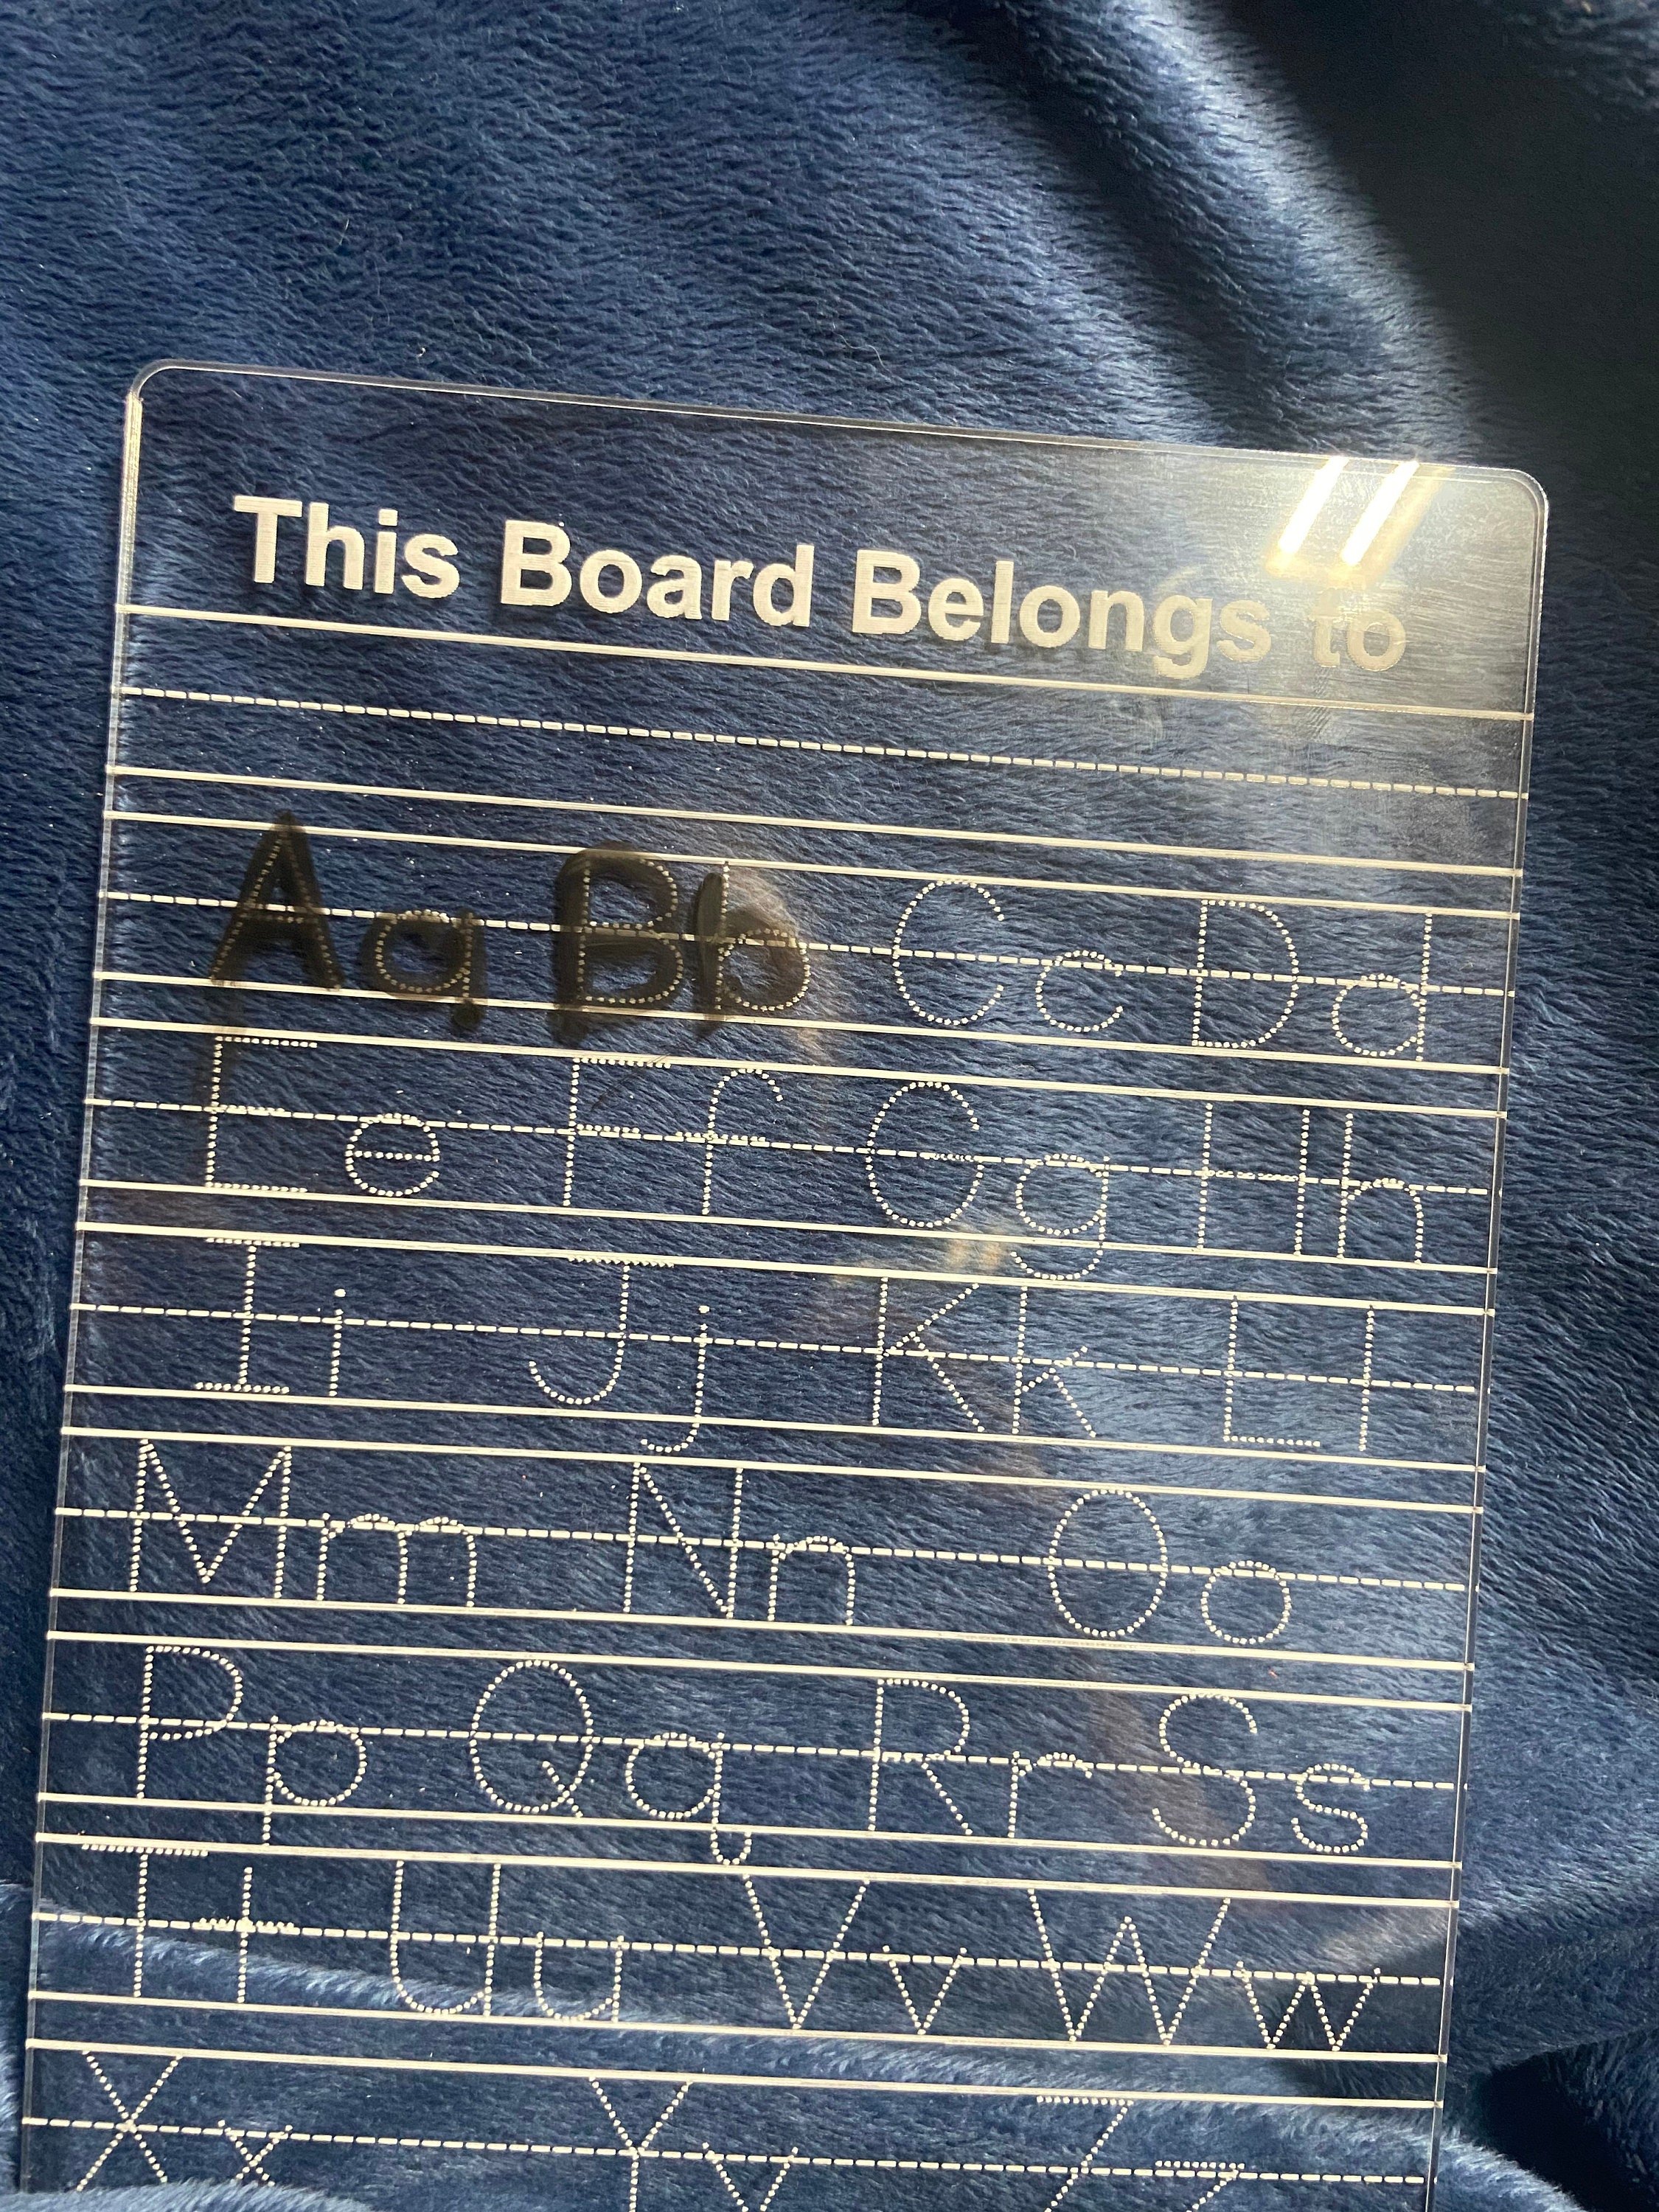 This Board Belongs to
Aa Bb Cc Dd
Ee Ff Gg Hh
Ii Jj Kk Ll
Mm Nn Oo
Pp Qq Rr Ss
Tt Uu Vv Ww
Xx Yy Zz